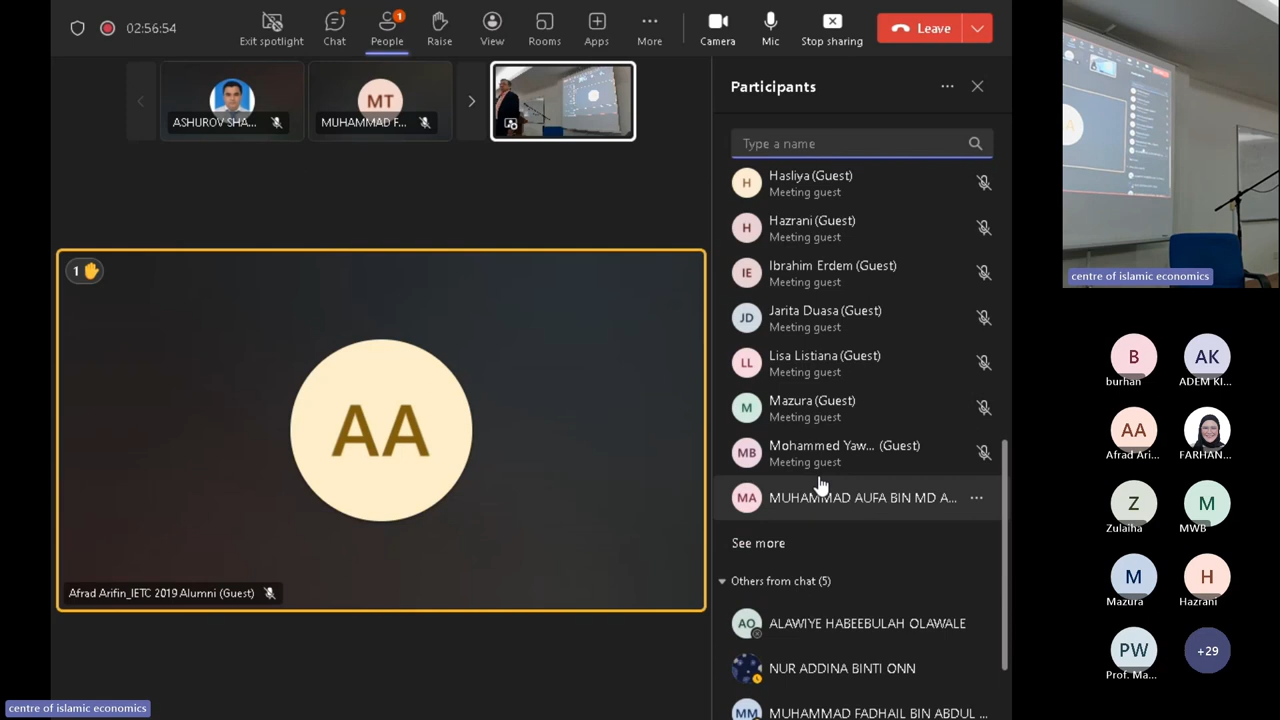 02:56:54
Exit spotlight
Chat
1
People
Raise
View
Rooms
Apps
More
Camera
Mic
Stop sharing
Leave
ASHUROV SHA...
MT
MUHAMMAD F...
1
AA
Afrad Arifin_IETC 2019 Alumni (Guest)
centre of islamic economics
Participants
Type a name
H
Hasliya (Guest)
Meeting guest
H
Hazrani (Guest)
Meeting guest
IE
Ibrahim Erdem (Guest)
Meeting guest
JD
Jarita Duasa (Guest)
Meeting guest
LL
Lisa Listiana (Guest)
Meeting guest
M
Mazura (Guest)
Meeting guest
MB
Mohammed Yaw... (Guest)
Meeting guest
MA
MUHAMMAD AUFA BIN MD A...
See more
Others from chat (5)
AO
ALAWIYE HABEEBULAH OLAWALE
NUR ADDINA BINTI ONN
MM
MUHAMMAD FADHAIL BIN ABDUL ...
centre of islamic economics
B
burhan
AK
ADEM KI...
AA
Afrad Ari...
FARHAN...
Z
Zulaiha
M
MWB
M
Mazura
H
Hazrani
PW
Prof. Ma...
+29